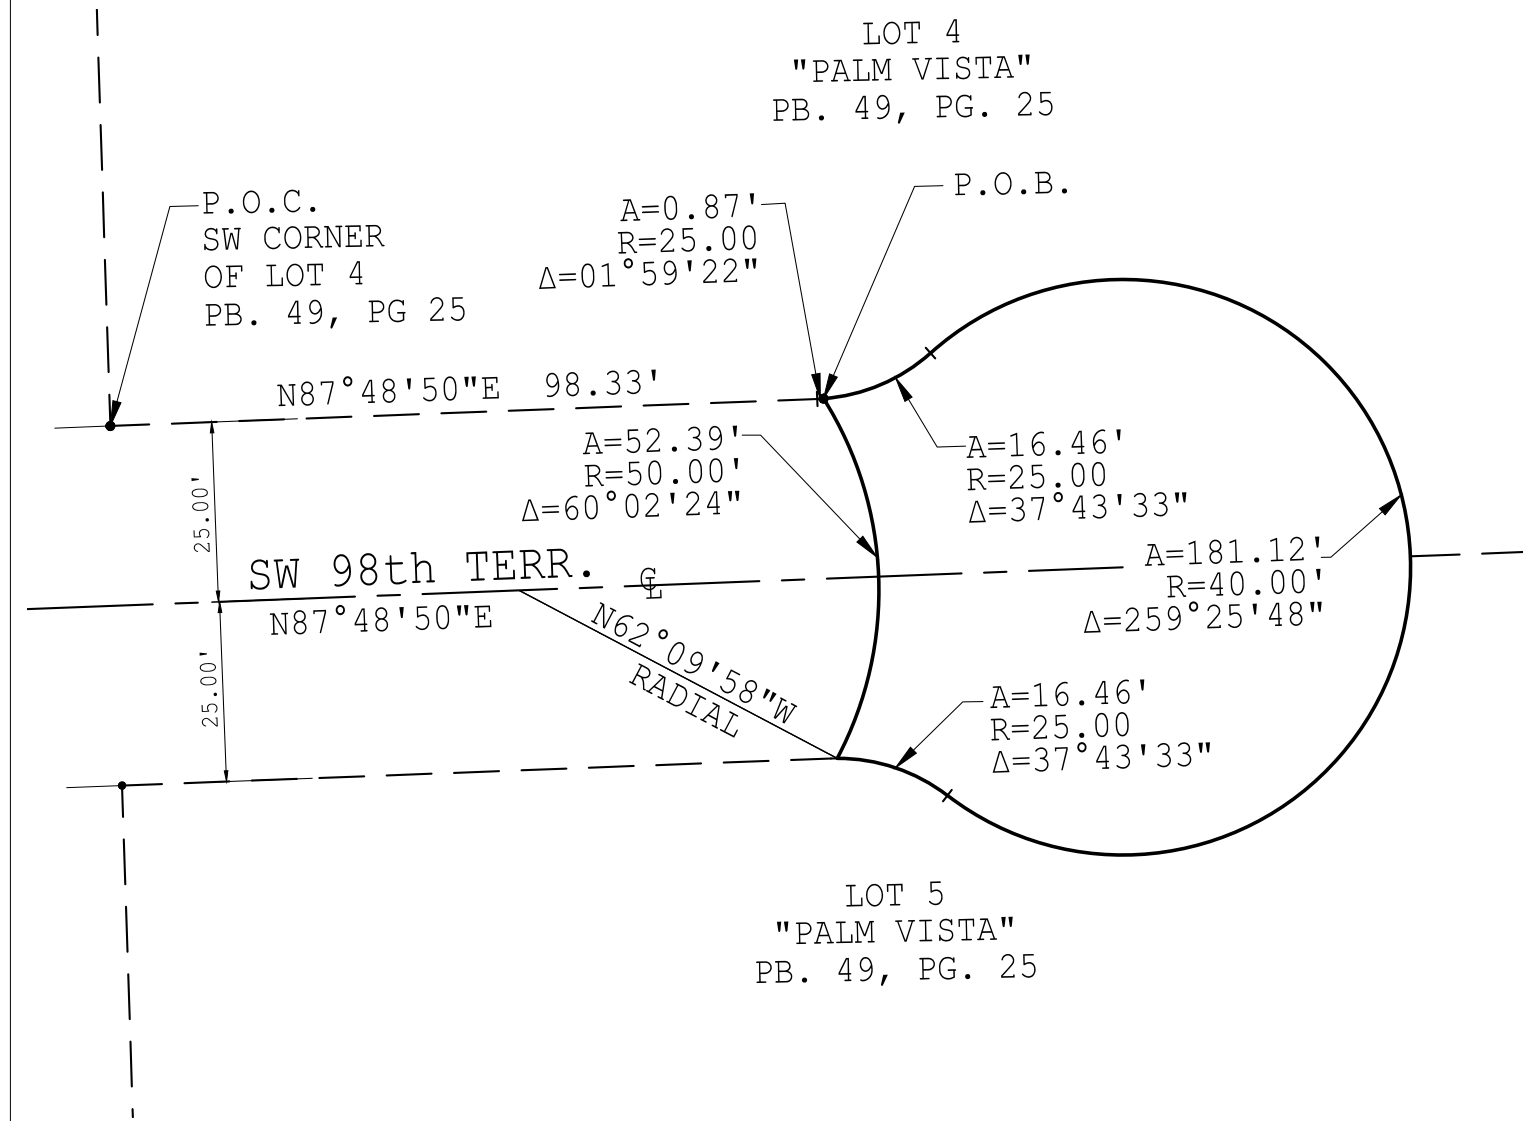 LOT 4
"PALM VISTA"
PB. 49, PG. 25
P.O.C.
SW CORNER
OF LOT 4
PB. 49, PG 25
A=0.87'
R=25.00
Δ=01°59'22"
P.O.B.
N87°48'50"E 98.33'
A=52.39'
R=50.00'
Δ=60°02'24"
A=16.46'
R=25.00
Δ=37°43'33"
25.00'
SW 98th TERR.
℄
N87°48'50"E
A=181.12'
R=40.00'
Δ=259°25'48"
25.00'
N62°09'58"W
RADIAL
A=16.46'
R=25.00
Δ=37°43'33"
LOT 5
"PALM VISTA"
PB. 49, PG. 25